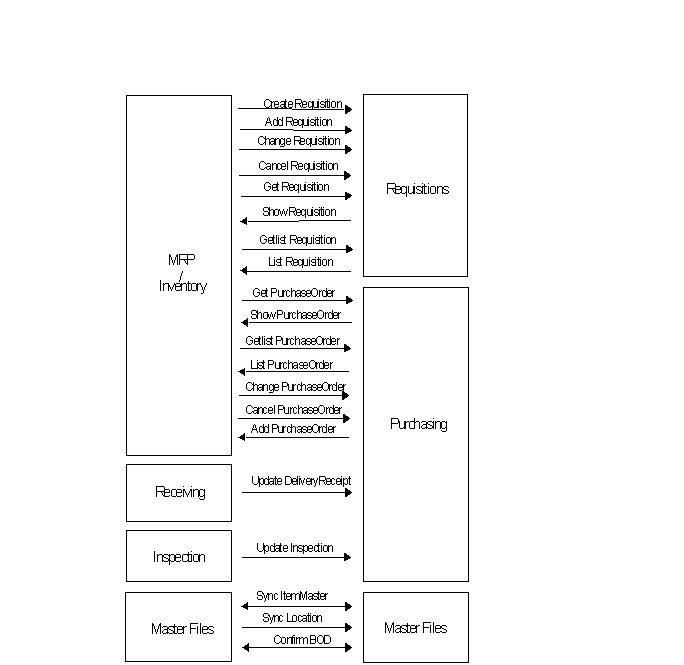 Create Requisition
Add Requisition
Change Requisition
Cancel Requisition
Get Requisition
Show Requisition
Getlist Requisition
List Requisition
Requisitions
MRP
/
Inventory
Get PurchaseOrder
Show PurchaseOrder
Getlist PurchaseOrder
List PurchaseOrder
Change PurchaseOrder
Cancel PurchaseOrder
Add PurchaseOrder
Purchasing
Receiving
Update DeliveryReceipt
Inspection
Update Inspection
Master Files
Sync ItemMaster
Sync Location
Confirm BOD
Master Files